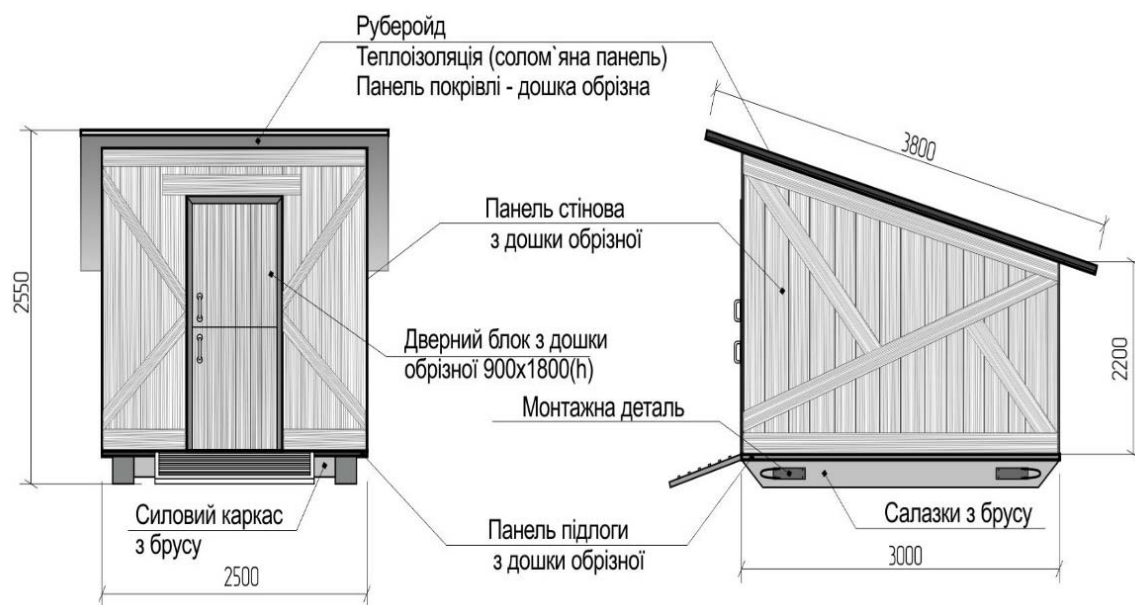 Руберойд
Теплоізоляція (солом`яна панель)
Панель покрівлі - дошка обрізна
3800
Панель стінова
з дошки обрізної
2550
2200
Дверний блок з дошки
обрізної 900х1800(h)
Монтажна деталь
Силовий каркас
з брусу
Панель підлоги
з дошки обрізної
Салазки з брусу
2500
3000